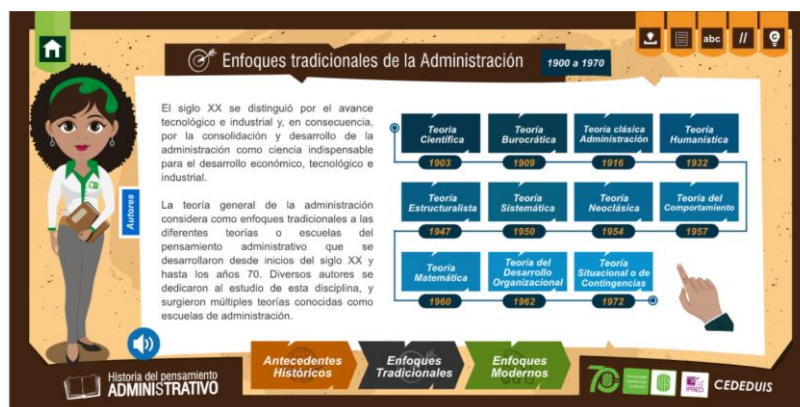 abc
//
Enfoques tradicionales de la Administración
1900 a 1970
El siglo XX se distinguió por el avance
tecnológico e industrial y, en consecuencia,
por la consolidación y desarrollo de la
administración como ciencia indispensable
para el desarrollo económico, tecnológico e
industrial.
La teoría general de la administración
considera como enfoques tradicionales a las
diferentes teorías o escuelas del
pensamiento administrativo que se
desarrollaron desde inicios del siglo XX y
hasta los años 70. Diversos autores se
dedicaron al estudio de esta disciplina, y
surgieron múltiples teorías conocidas como
escuelas de administración.
Autores
Teoría
Científica
1903
Teoría
Burocrática
1909
Teoría clásica
Administración
1916
Teoría
Humanística
1932
Teoría
Estructuralista
1947
Teoría
Sistemática
1950
Teoría
Neoclásica
1954
Teoría del
Comportamiento
1957
Teoría
Matemática
1960
Teoría del
Desarrollo
Organizacional
1962
Teoría
Situacional o de
Contingencias
1972
Antecedentes
Históricos
Enfoques
Tradicionales
Enfoques
Modernos
Historia del pensamiento
ADMINISTRATIVO
70
IPRED
CEDEDUIS